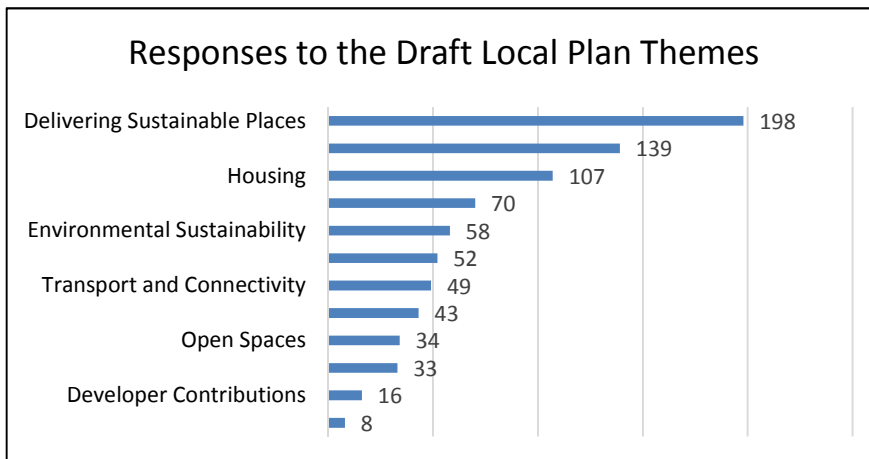 Responses to the Draft Local Plan Themes
Delivering Sustainable Places 198
139
Housing 107
70
Environmental Sustainability 58
52
Transport and Connectivity 49
43
Open Spaces 34
33
Developer Contributions 16
8